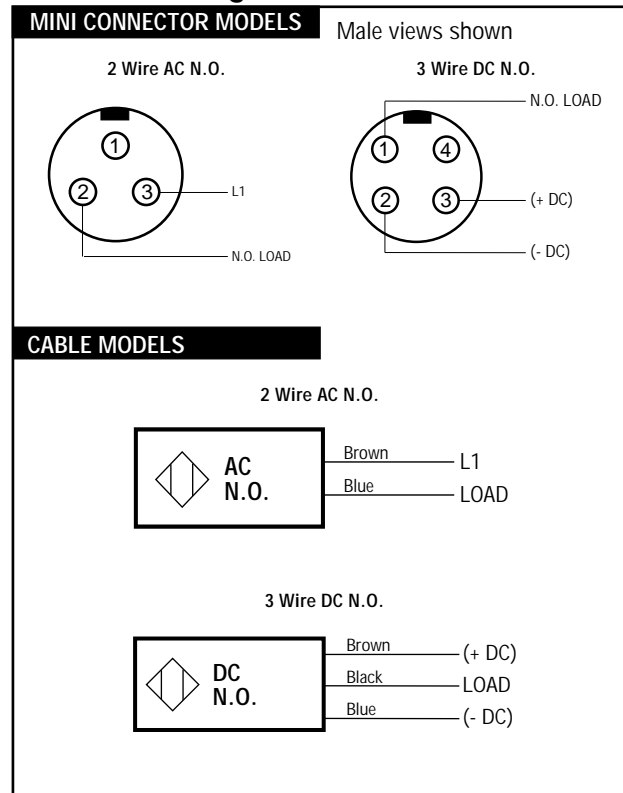 MINI CONNECTOR MODELS
Male views shown
2 Wire AC N.O.
1
2
3
L1
N.O. LOAD
3 Wire DC N.O.
N.O. LOAD
1
4
2
3
(+ DC)
(- DC)
CABLE MODELS
2 Wire AC N.O.
AC
N.O.
Brown
L1
Blue
LOAD
3 Wire DC N.O.
DC
N.O.
Brown
(+ DC)
Black
LOAD
Blue
(- DC)